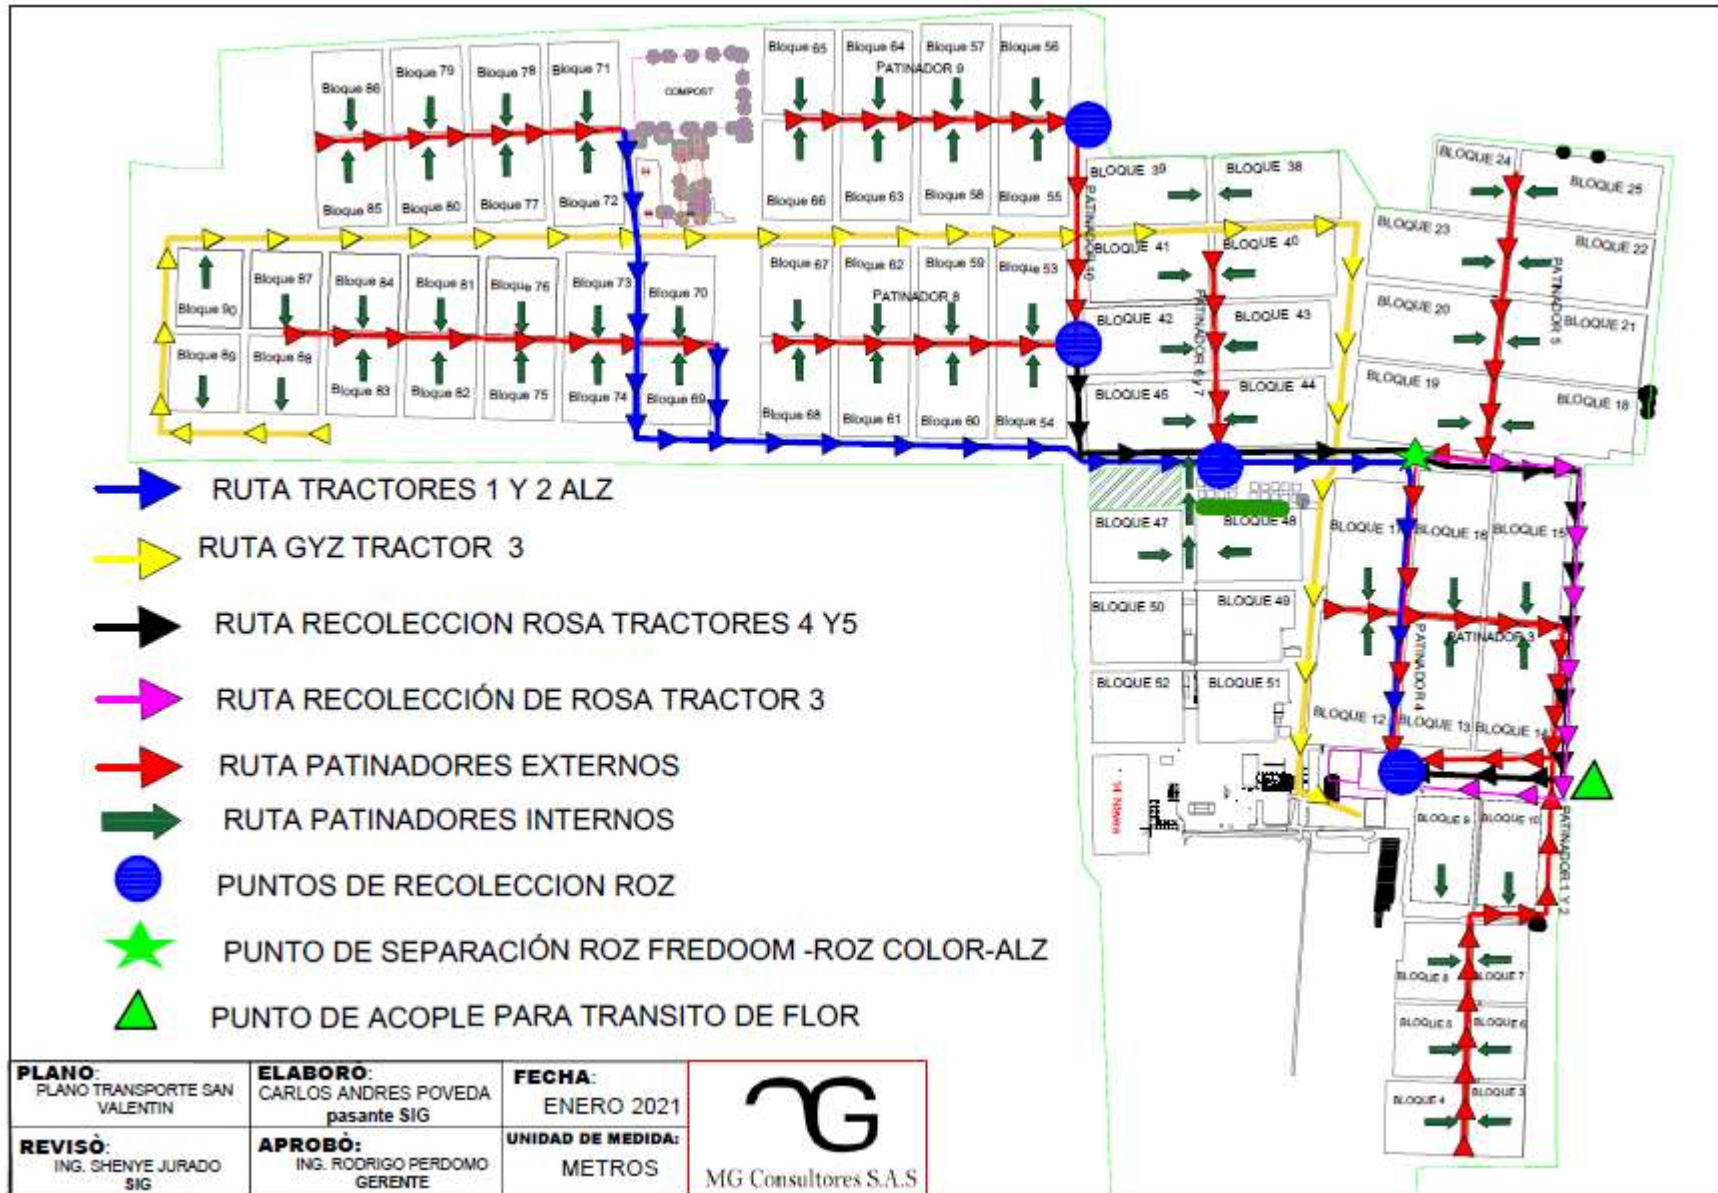 Bloque 86
Bloque 79
Bloque 78
Bloque 71
COMPOST
Bloque 65
Bloque 64
Bloque 57
Bloque 56
PATINADOR 9
Bloque 85
Bloque 80
Bloque 77
Bloque 72
Bloque 66
Bloque 63
Bloque 58
Bloque 55
BLOQUE 39
BLOQUE 38
BLOQUE 24
BLOQUE 25
PATINADOR 10
Bloque 90
Bloque 87
Bloque 84
Bloque 81
Bloque 76
Bloque 73
Bloque 70
Bloque 67
Bloque 62
Bloque 59
Bloque 53
PATINADOR 8
BLOQUE 41
BLOQUE 40
BLOQUE 23
BLOQUE 22
Bloque 89
Bloque 88
Bloque 83
Bloque 82
Bloque 75
Bloque 74
Bloque 69
Bloque 68
Bloque 61
Bloque 60
Bloque 54
BLOQUE 42
BLOQUE 43
PATINADOR 6 y 7
BLOQUE 20
BLOQUE 21
PATINADOR 5
BLOQUE 45
BLOQUE 44
BLOQUE 19
BLOQUE 18
BLOQUE 47
BLOQUE 48
BLOQUE 17
BLOQUE 16
BLOQUE 15
BLOQUE 50
BLOQUE 49
PATINADOR 3
PATINADOR 4
BLOQUE 52
BLOQUE 51
BLOQUE 12
BLOQUE 13
BLOQUE 14
BLOQUE 9
BLOQUE 10
PATINADOR 1 Y 2
BLOQUE 8
BLOQUE 7
BLOQUE 5
BLOQUE 6
BLOQUE 4
BLOQUE 3
RUTA TRACTORES 1 Y 2 ALZ
RUTA GYZ TRACTOR 3
RUTA RECOLECCION ROSA TRACTORES 4 Y5
RUTA RECOLECCIÓN DE ROSA TRACTOR 3
RUTA PATINADORES EXTERNOS
RUTA PATINADORES INTERNOS
PUNTOS DE RECOLECCION ROZ
PUNTO DE SEPARACIÓN ROZ FREDOOM -ROZ COLOR-ALZ
PUNTO DE ACOPLE PARA TRANSITO DE FLOR
PLANO:
PLANO TRANSPORTE SAN
VALENTIN
ELABORÒ:
CARLOS ANDRES POVEDA
pasante SIG
FECHA:
ENERO 2021
REVISÒ:
ING. SHENYE JURADO
SIG
APROBÒ:
ING. RODRIGO PERDOMO
GERENTE
UNIDAD DE MEDIDA:
METROS
MG Consultores S.A.S